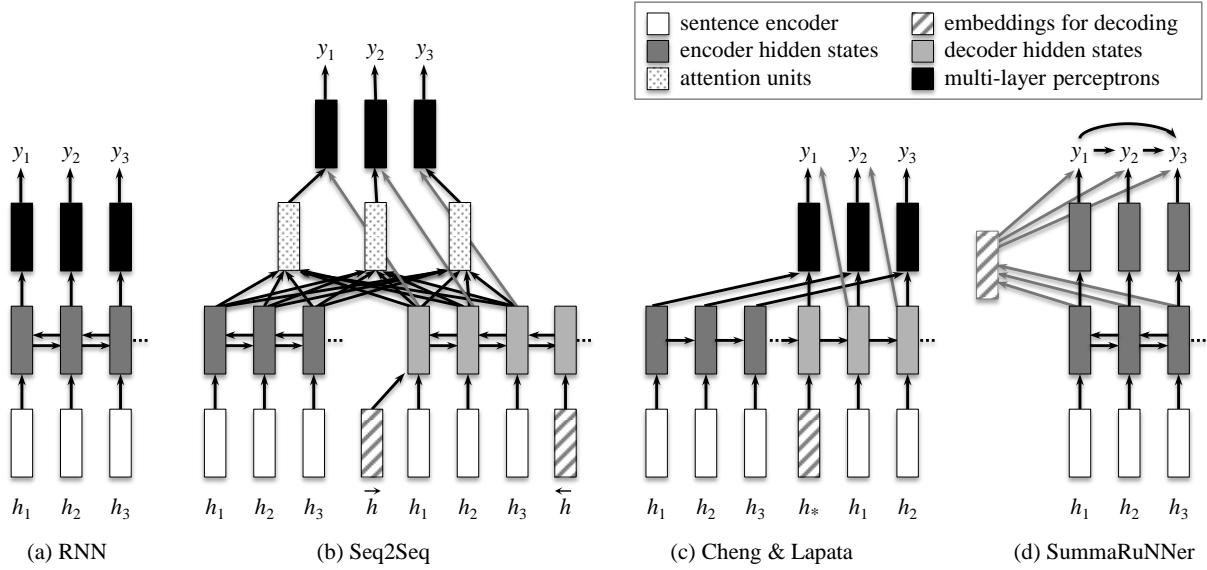 sentence encoder
embeddings for decoding
encoder hidden states
decoder hidden states
attention units
multi-layer perceptrons
y1 y2 y3
...
h1 h2 h3
(a) RNN
y1 y2 y3
... ...
h1 h2 h3 →h h1 h2 h3 ←h
(b) Seq2Seq
y1 y2 y3
... ...
h1 h2 h3 h* h1 h2
(c) Cheng & Lapata
y1 y2 y3
...
h1 h2 h3
(d) SummaRuNNer